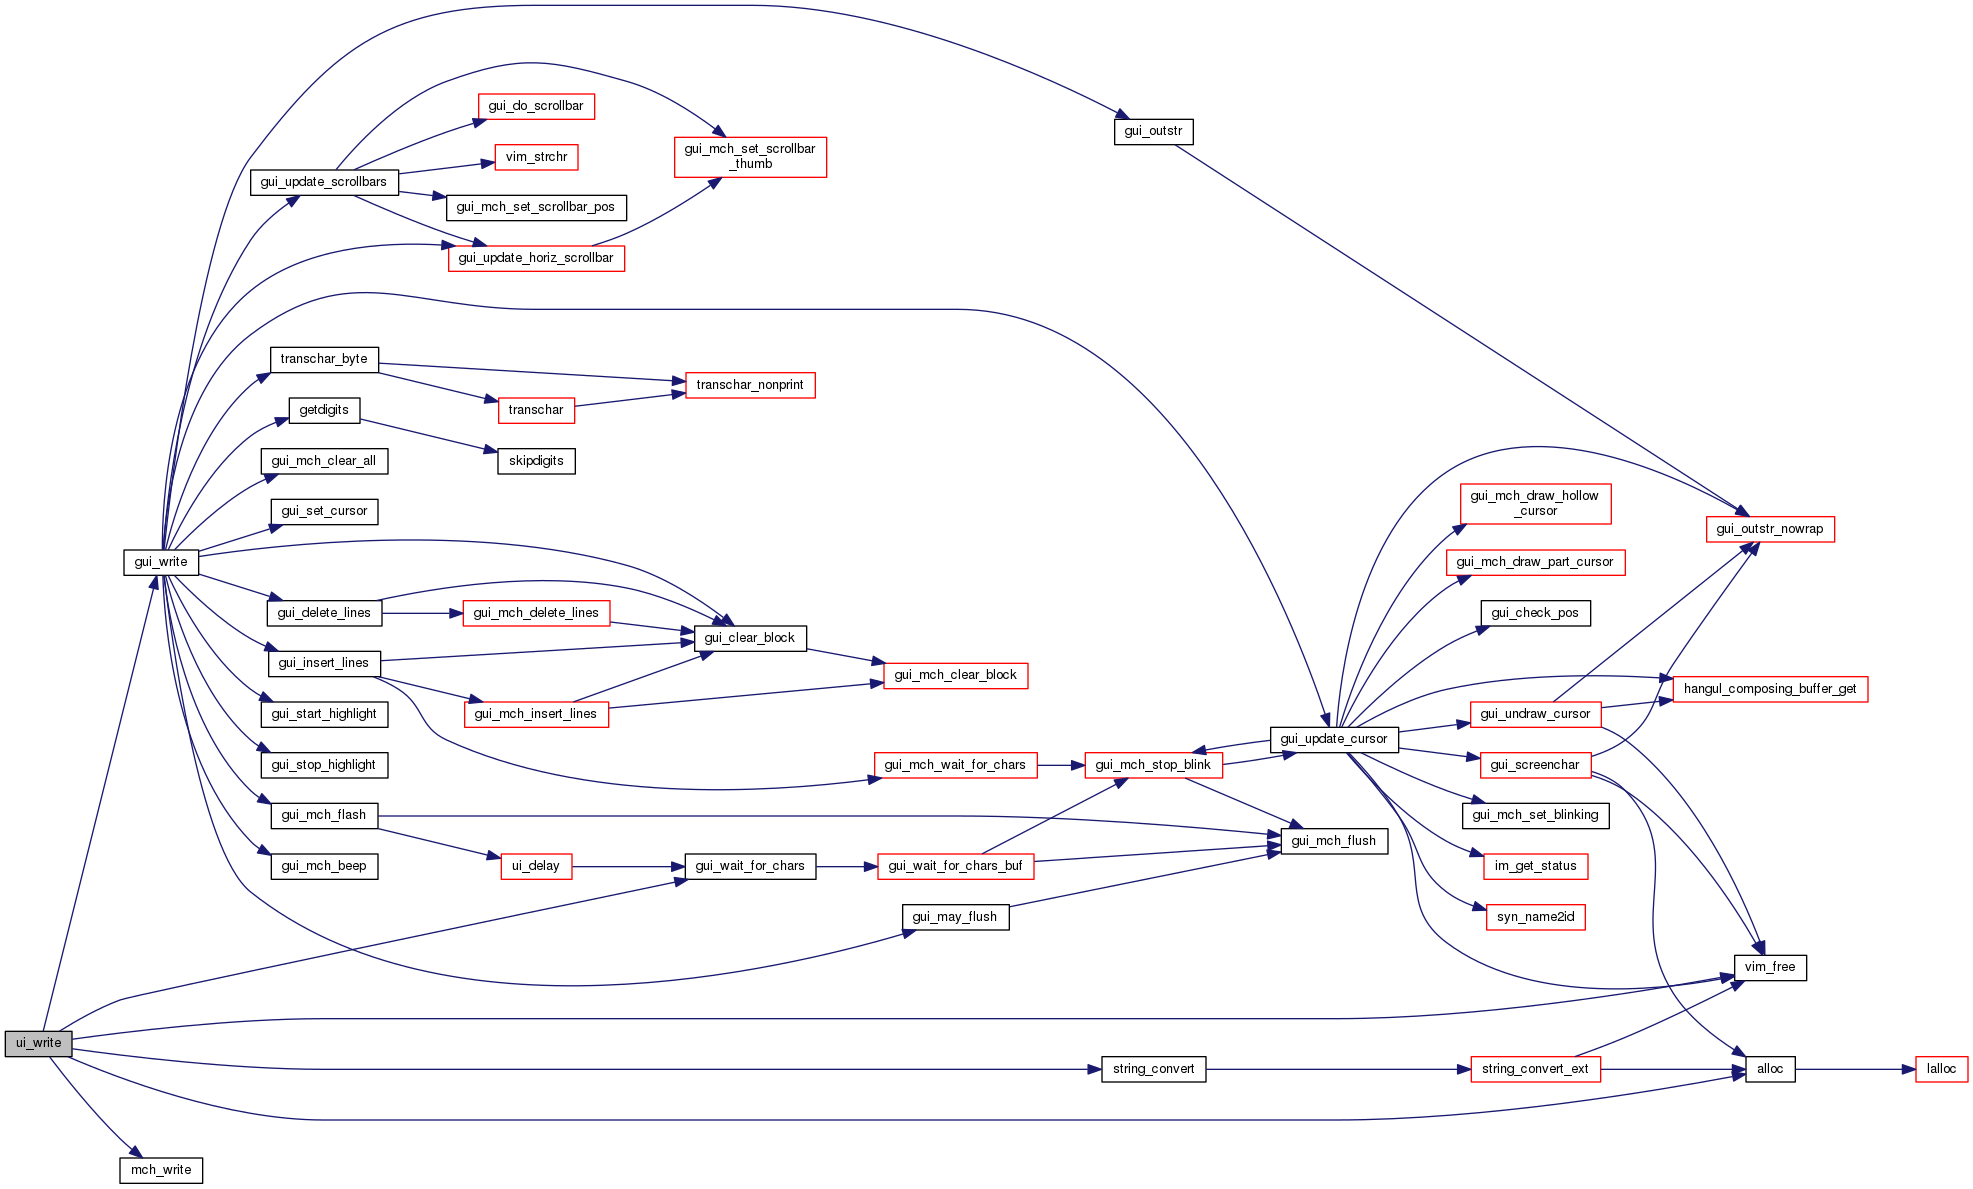 gui_outstr
gui_do_scrollbar
vim_strchr
gui_mch_set_scrollbar
_thumb
gui_update_scrollbars
gui_mch_set_scrollbar_pos
gui_update_horiz_scrollbar
transchar_byte
transchar_nonprint
transchar
getdigits
skipdigits
gui_mch_clear_all
gui_set_cursor
gui_write
gui_delete_lines
gui_mch_delete_lines
gui_clear_block
gui_insert_lines
gui_mch_clear_block
gui_mch_insert_lines
gui_start_highlight
gui_stop_highlight
gui_mch_wait_for_chars
gui_mch_stop_blink
gui_update_cursor
gui_mch_flash
gui_mch_beep
ui_delay
gui_wait_for_chars
gui_wait_for_chars_buf
gui_mch_flush
gui_may_flush
gui_mch_draw_hollow
_cursor
gui_outstr_nowrap
gui_mch_draw_part_cursor
gui_check_pos
hangul_composing_buffer_get
gui_undraw_cursor
gui_screenchar
gui_mch_set_blinking
im_get_status
syn_name2id
vim_free
ui_write
string_convert
string_convert_ext
alloc
lalloc
mch_write